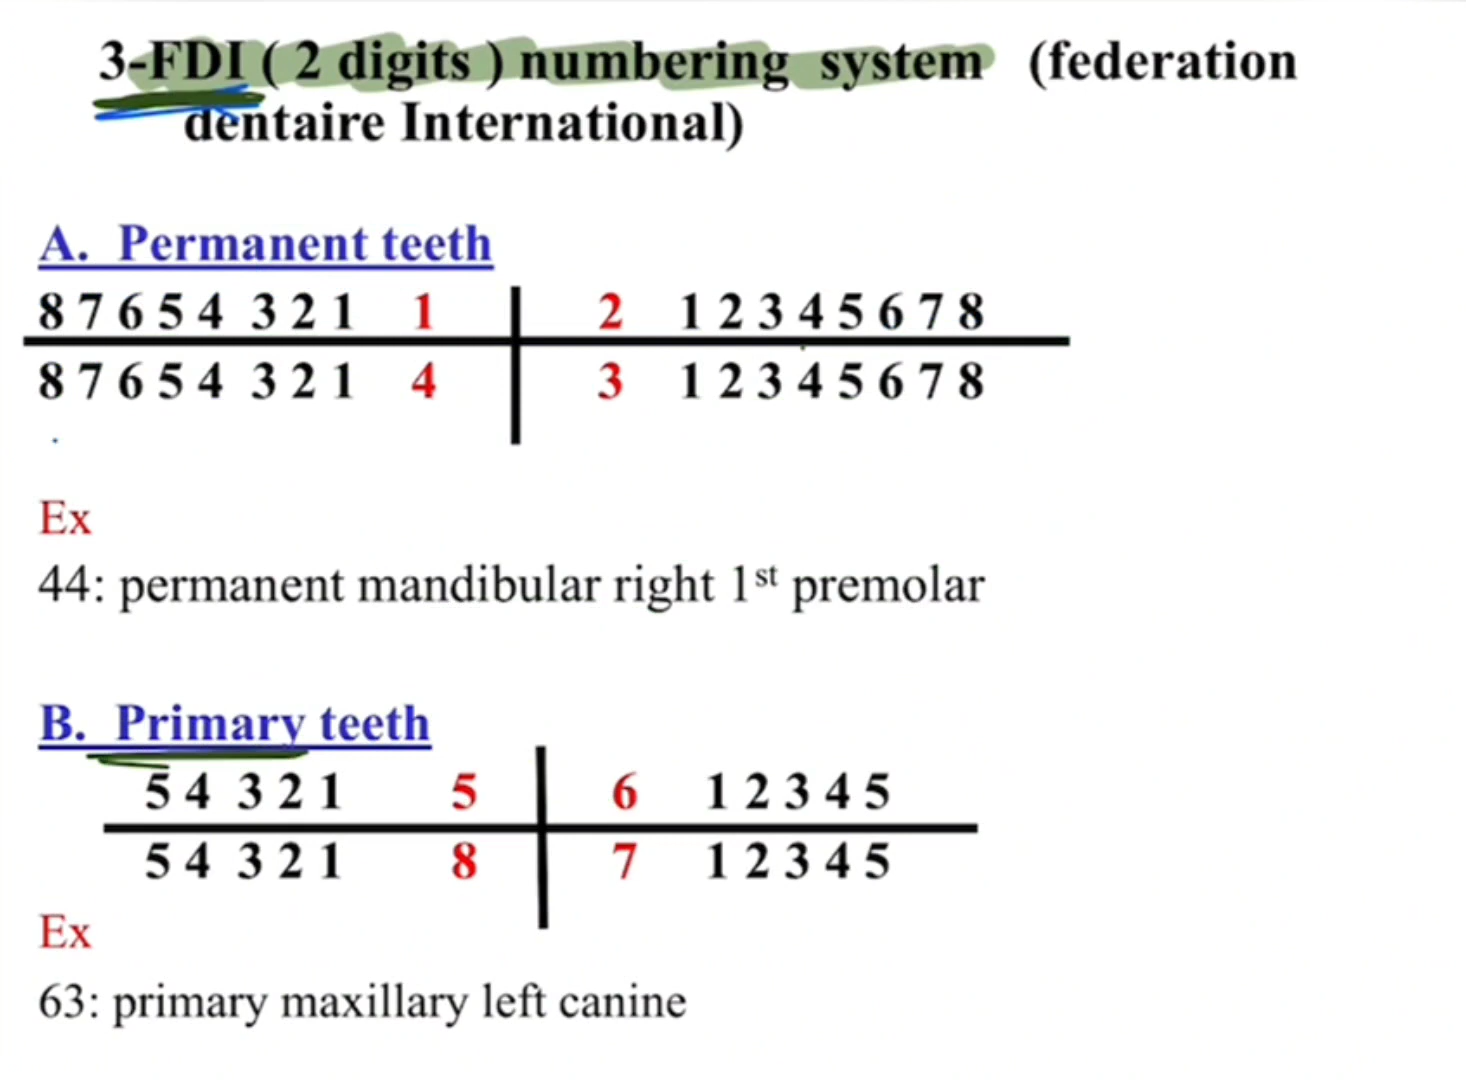 3-FDI ( 2 digits ) numbering system (federation
dentaire International)
A. Permanent teeth
8 7 6 5 4 3 2 1 1 2 1 2 3 4 5 6 7 8
8 7 6 5 4 3 2 1 4 3 1 2 3 4 5 6 7 8
Ex
44: permanent mandibular right 1st premolar
B. Primary teeth
5 4 3 2 1 5 6 1 2 3 4 5
5 4 3 2 1 8 7 1 2 3 4 5
Ex
63: primary maxillary left canine